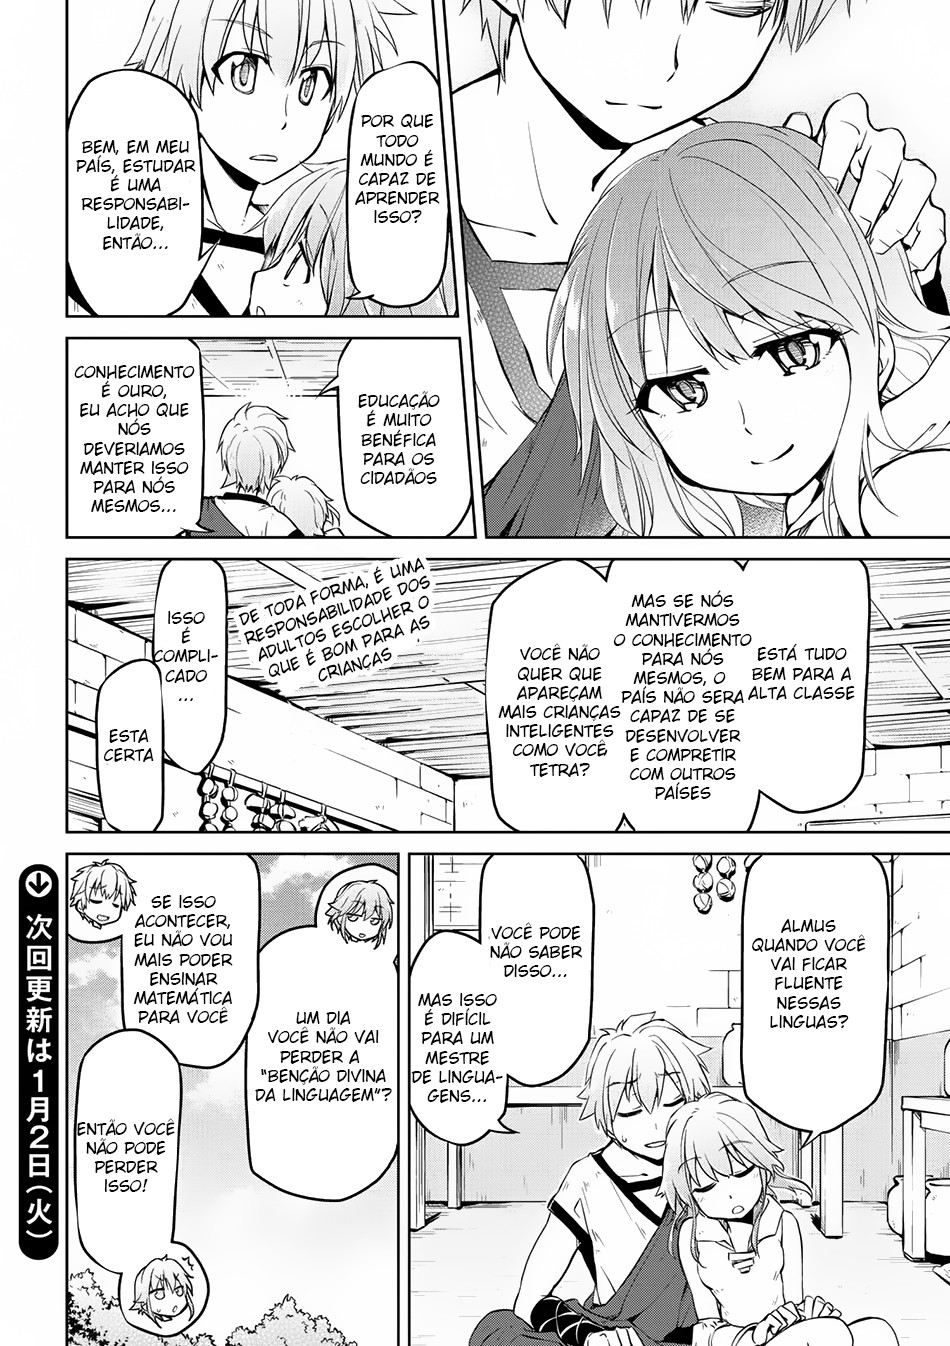 POR QUE
TODO
MUNDO É
CAPAZ DE
APRENDER
ISSO?
BEM, EM MEU
PAÍS, ESTUDAR
É UMA
RESPONSABI-
LIDADE,
ENTÃO...
EDUCAÇÃO
É MUITO
BENÉFICA
PARA OS
CIDADÃOS
CONHECIMENTO
É OURO,
EU ACHO QUE
NÓS
DEVERIAMOS
MANTER ISSO
PARA NÓS
MESMOS...
ESTÁ TUDO
BEM PARA A
ALTA CLASSE
MAS SE NÓS
MANTIVERMOS
O CONHECIMENTO
PARA NÓS
MESMOS, O
PAÍS NÃO SERA
CAPAZ DE SE
DESENVOLVER
E COMPRETIR
COM OUTROS
PAÍSES
VOCÊ NÃO
QUER QUE
APAREÇAM
MAIS CRIANÇAS
INTELIGENTES
COMO VOCÊ
TETRA?
DE TODA FORMA, É UMA
RESPONSABILIDADE DOS
ADULTOS ESCOLHER O
QUE É BOM PARA AS
CRIANÇAS
ISSO
É
COMPLI-
CADO
...
ESTA
CERTA
ALMUS
QUANDO VOCÊ
VAI FICAR
FLUENTE
NESSAS
LINGUAS?
VOCÊ PODE
NÃO SABER
DISSO...
MAS ISSO
É DIFÍCIL
PARA UM
MESTRE
DE LINGUA-
GENS...
UM DIA
VOCÊ NÃO VAI
PERDER A
"BENÇÃO DIVINA
DA LINGUAGEM"?
SE ISSO
ACONTECER,
EU NÃO VOU
MAIS PODER
ENSINAR
MATEMÁTICA
PARA VOCÊ
ENTÃO VOCÊ
NÃO PODE
PERDER
ISSO!
次回更新は1月2日(火)